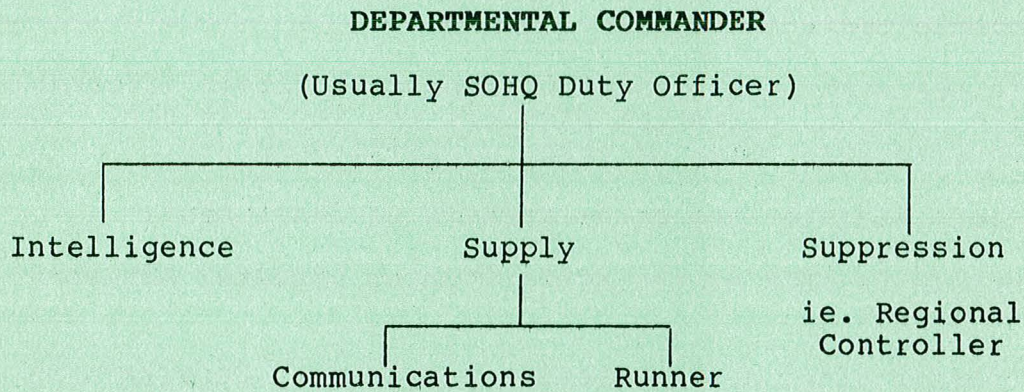 DEPARTMENTAL COMMANDER
(Usually SOHQ Duty Officer)
Intelligence Supply Suppression
ie. Regional
Controller
Communications Runner